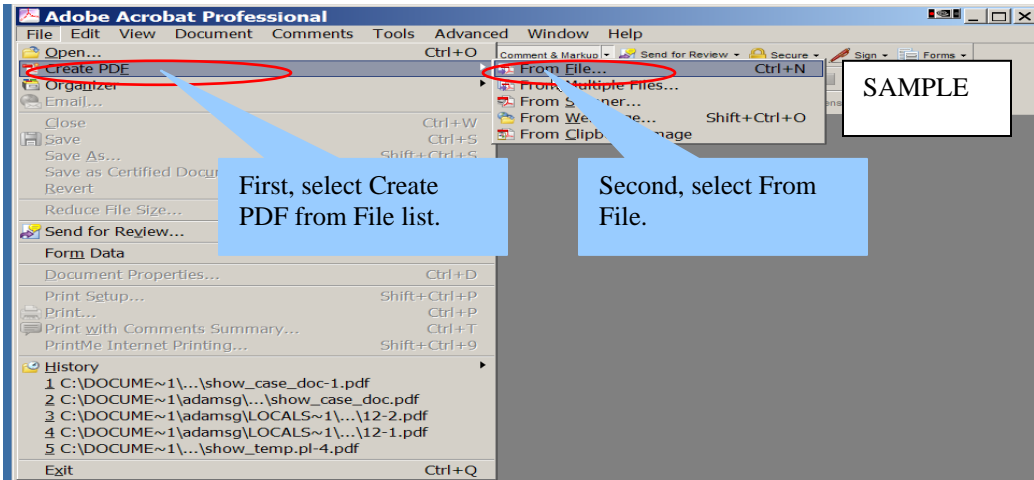 Adobe Acrobat Professional
File Edit View Document Comments Tools Advanced Window Help
Open... Ctrl+O
Comment & Markup Send for Review Secure Sign Forms
Create PDF
From File... Ctrl+N
SAMPLE
Organizer
From Multiple Files...
Email...
From Scanner...
Close Ctrl+W
From Web Page... Shift+Ctrl+O
Save Ctrl+S
From Clipboard Image
Save As... Shift+Ctrl+S
Save as Certified
Revert
First, select Create
PDF from File list.
Second, select From
File.
Reduce File Size...
Send for Review...
Form Data
Document Properties... Ctrl+D
Print Setup... Shift+Ctrl+P
Print... Ctrl+P
Print with Comments Summary... Ctrl+T
PrintMe Internet Printing... Shift+Ctrl+9
History
1 C:\DOCUME~1\...\show_case_doc-1.pdf
2 C:\DOCUME~1\adamsg\...\show_case_doc.pdf
3 C:\DOCUME~1\adamsg\LOCALS~1\...\12-2.pdf
4 C:\DOCUME~1\adamsg\LOCALS~1\...\12-1.pdf
5 C:\DOCUME~1\...\show_temp.pl-4.pdf
Exit Ctrl+Q